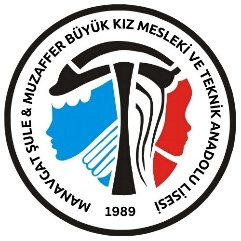 MANAVGAT ŞULE & MUZAFFER BÜYÜK KIZ MESLEKİ VE TEKNİK ANADOLU LİSESİ
1989